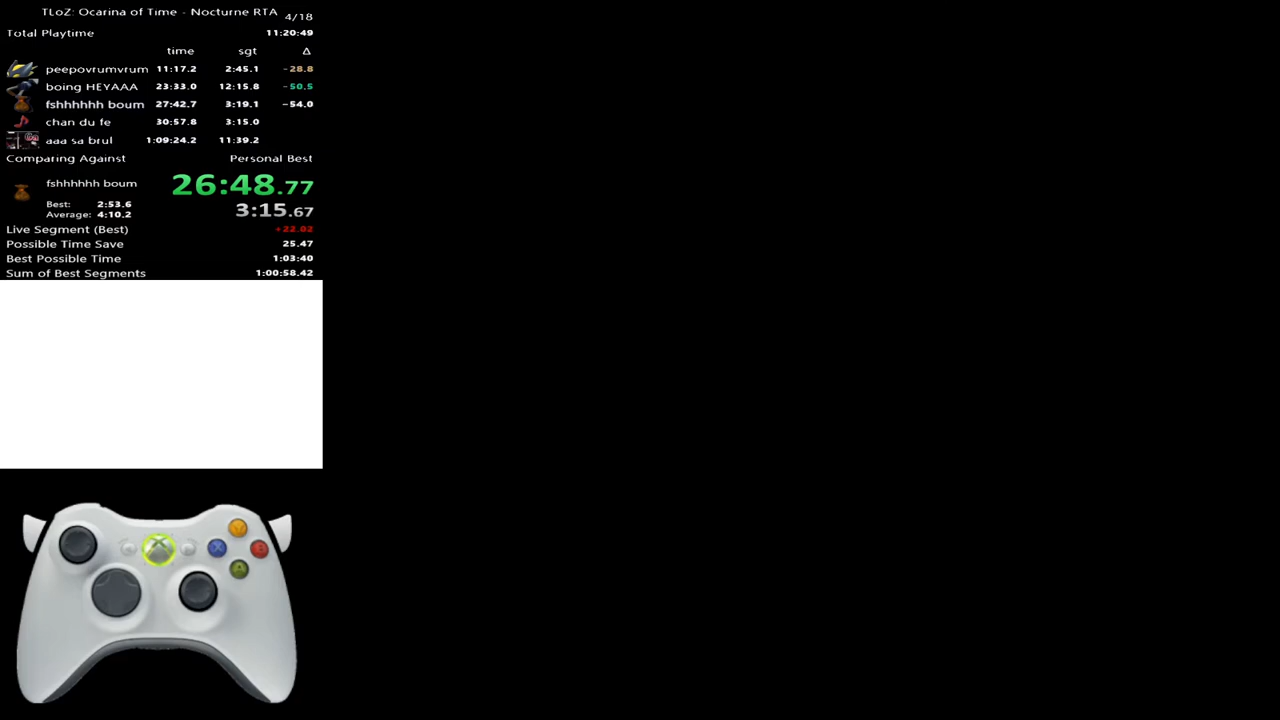 TLoZ: Ocarina of Time - Nocturne RTA 4/18
Total Playtime 11:20:49
time sgt Δ
peepovrumvrum 11:17.2 2:45.1 -28.8
boing HEYAAA 23:33.0 12:15.8 -50.5
fshhhhhh boum 27:42.7 3:19.1 -54.0
chan du fe 30:57.8 3:15.0
aaa sa brul 1:09:24.2 11:39.2
Comparing Against Personal Best
fshhhhhh boum 26:48.77
3:15.67
Best: 2:53.6
Average: 4:10.2
Live Segment (Best) +22.02
Possible Time Save 25.47
Best Possible Time 1:03:40
Sum of Best Segments 1:00:58.42
Y
X
B
A